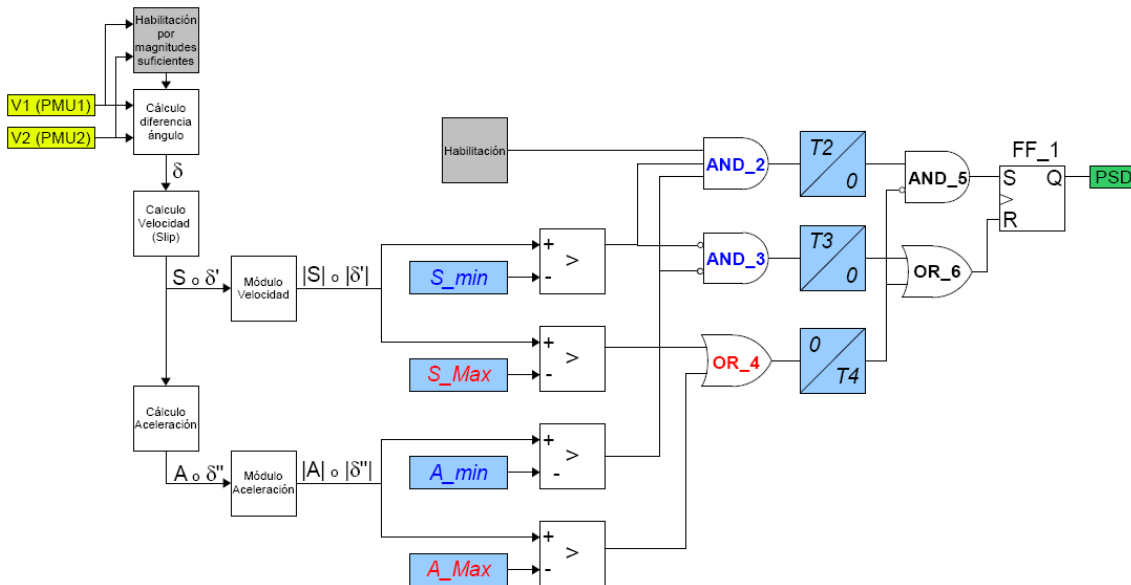 Habilitación
por
magnitudes
suficientes
V1 (PMU1)
V2 (PMU2)
Cálculo
diferencia
ángulo
δ
Calculo
Velocidad
(Slip)
S o δ'
Módulo
Velocidad
|S| o |δ'|
Cálculo
Aceleración
A o δ''
Módulo
Aceleración
|A| o |δ''|
Habilitación
+
-
>
S_min
+
-
>
S_Max
+
-
>
A_min
+
-
>
A_Max
AND_2
AND_3
OR_4
T2
0
T3
0
0
T4
AND_5
OR_6
FF_1
S
Q
R
PSD